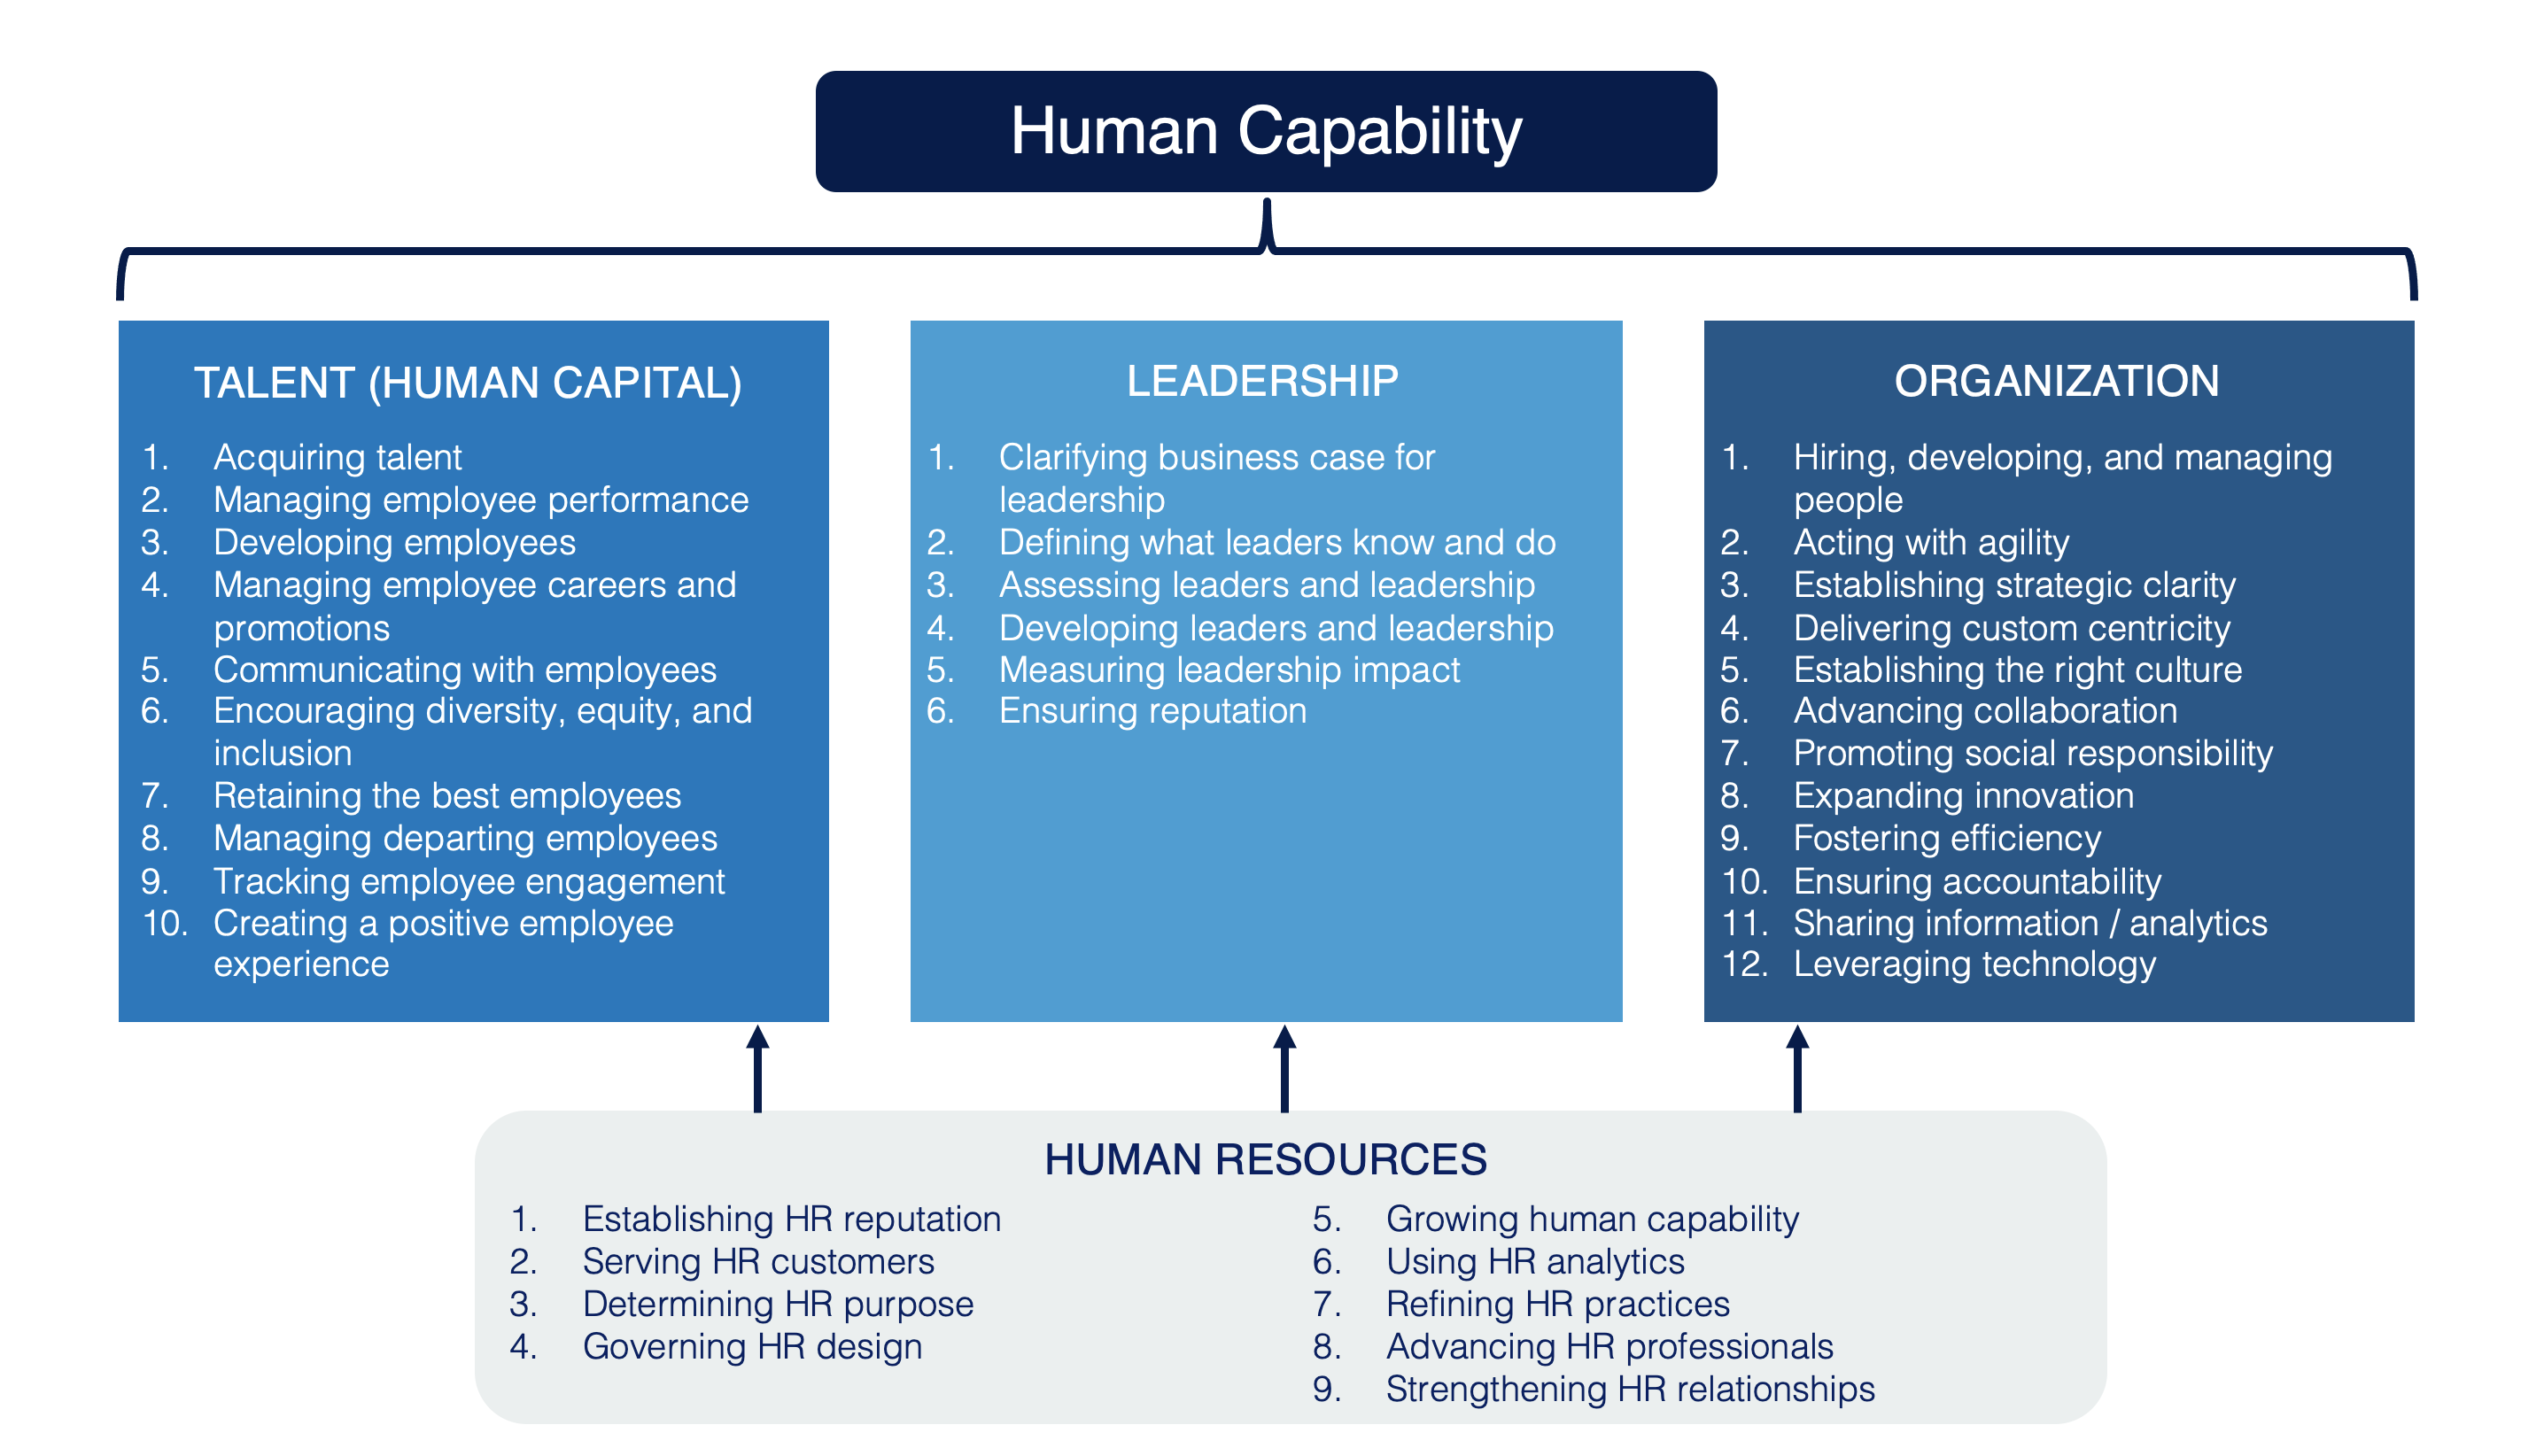 Human Capability
TALENT (HUMAN CAPITAL)
1. Acquiring talent
2. Managing employee performance
3. Developing employees
4. Managing employee careers and
promotions
5. Communicating with employees
6. Encouraging diversity, equity, and
inclusion
7. Retaining the best employees
8. Managing departing employees
9. Tracking employee engagement
10. Creating a positive employee
experience
LEADERSHIP
1. Clarifying business case for
leadership
2. Defining what leaders know and do
3. Assessing leaders and leadership
4. Developing leaders and leadership
5. Measuring leadership impact
6. Ensuring reputation
ORGANIZATION
1. Hiring, developing, and managing
people
2. Acting with agility
3. Establishing strategic clarity
4. Delivering custom centricity
5. Establishing the right culture
6. Advancing collaboration
7. Promoting social responsibility
8. Expanding innovation
9. Fostering efficiency
10. Ensuring accountability
11. Sharing information / analytics
12. Leveraging technology
HUMAN RESOURCES
1. Establishing HR reputation
2. Serving HR customers
3. Determining HR purpose
4. Governing HR design
5. Growing human capability
6. Using HR analytics
7. Refining HR practices
8. Advancing HR professionals
9. Strengthening HR relationships